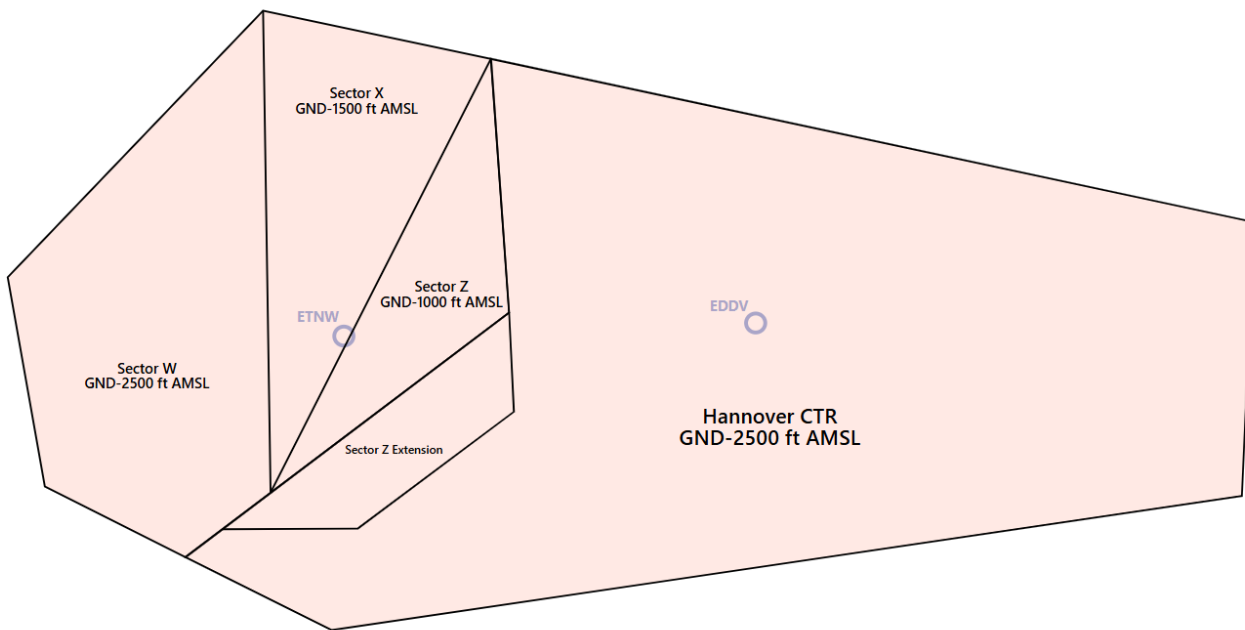 Sector X
GND-1500 ft AMSL
Sector Z
GND-1000 ft AMSL
ETNW
EDDV
Sector W
GND-2500 ft AMSL
Hannover CTR
GND-2500 ft AMSL
Sector Z Extension